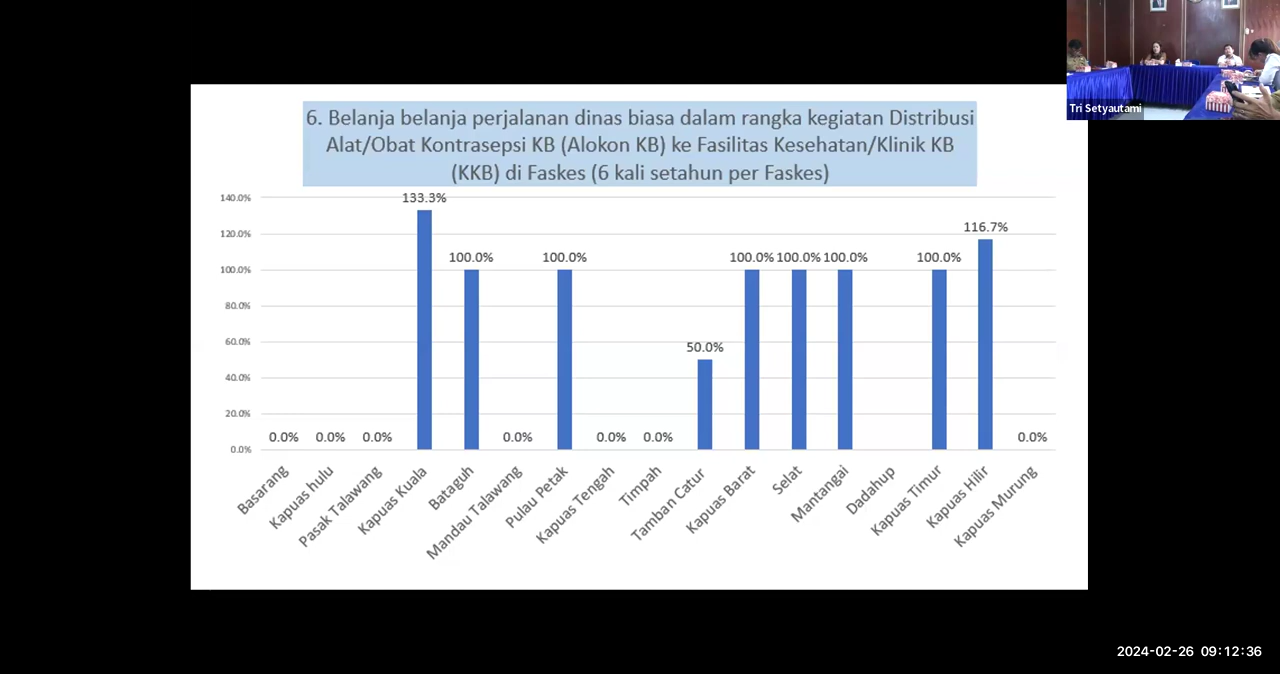 Tri Setyautami
6. Belanja belanja perjalanan dinas biasa dalam rangka kegiatan Distribusi
Alat/Obat Kontrasepsi KB (Alokon KB) ke Fasilitas Kesehatan/Klinik KB
(KKB) di Faskes (6 kali setahun per Faskes)
140.0%
120.0%
100.0%
80.0%
60.0%
40.0%
20.0%
0.0%
0.0%
0.0%
0.0%
133.3%
100.0%
0.0%
100.0%
0.0%
0.0%
50.0%
100.0%
100.0%
100.0%
100.0%
116.7%
0.0%
Basarang
Kapuas hulu
Pasak Talawang
Kapuas Kuala
Bataguh
Mandau Talawang
Pulau Petak
Kapuas Tengah
Timpah
Tamban Catur
Kapuas Barat
Selat
Mantangai
Dadahup
Kapuas Timur
Kapuas Hilir
Kapuas Murung
2024-02-26 09:12:36